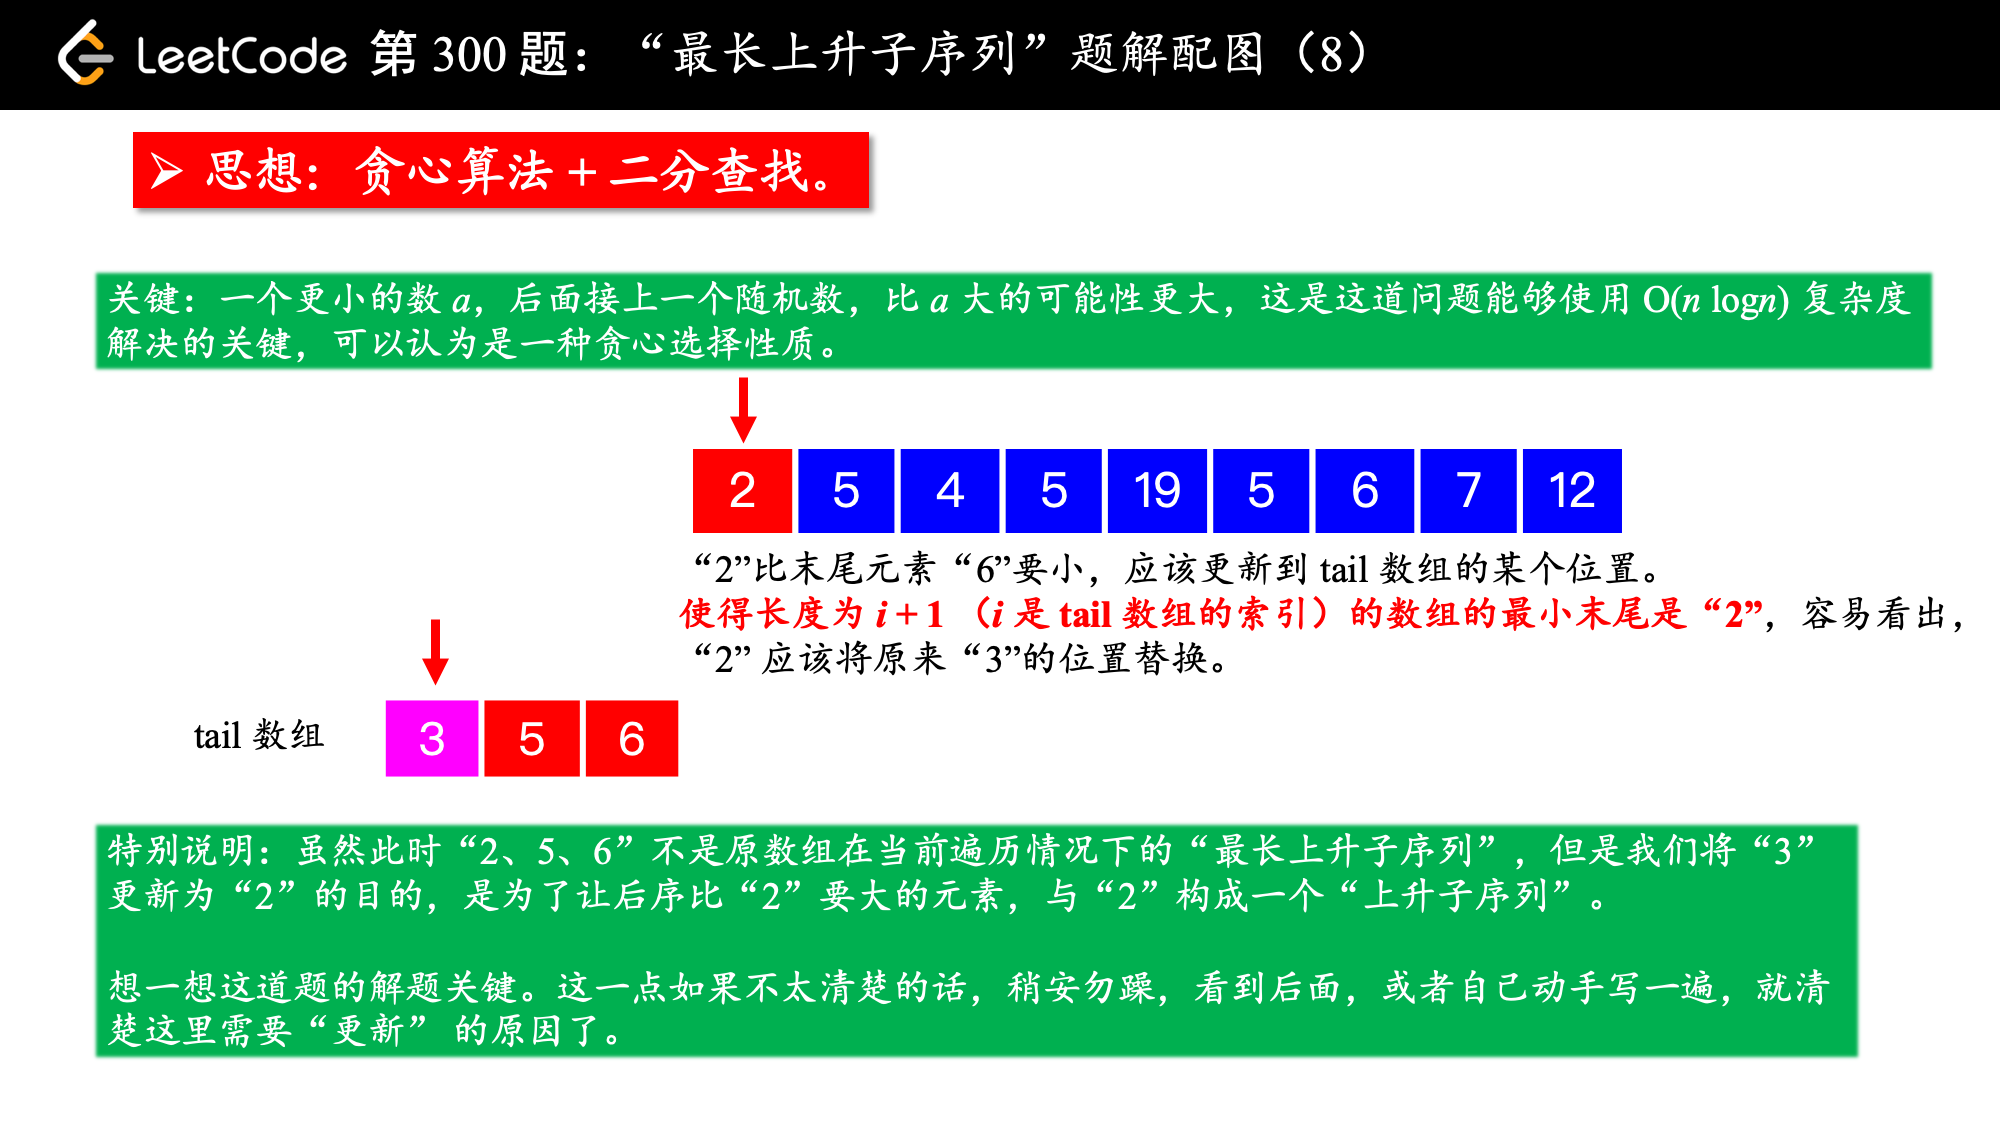 LeetCode 第 300 题：“最长上升子序列”题解配图（8）
➢ 思想：贪心算法 + 二分查找。
关键：一个更小的数 a，后面接上一个随机数，比 a 大的可能性更大，这是这道问题能够使用 O(n logn) 复杂度
解决的关键，可以认为是一种贪心选择性质。
2 5 4 5 19 5 6 7 12
“2”比末尾元素“6”要小，应该更新到 tail 数组的某个位置。
使得长度为 i + 1 （i 是 tail 数组的索引）的数组的最小末尾是“2”，容易看出，
“2” 应该将原来“3”的位置替换。
tail 数组 3 5 6
特别说明：虽然此时“2、5、6”不是原数组在当前遍历情况下的“最长上升子序列”，但是我们将“3”
更新为“2”的目的，是为了让后序比“2”要大的元素，与“2”构成一个“上升子序列”。
想一想这道题的解题关键。这一点如果不太清楚的话，稍安勿躁，看到后面，或者自己动手写一遍，就清
楚这里需要“更新” 的原因了。